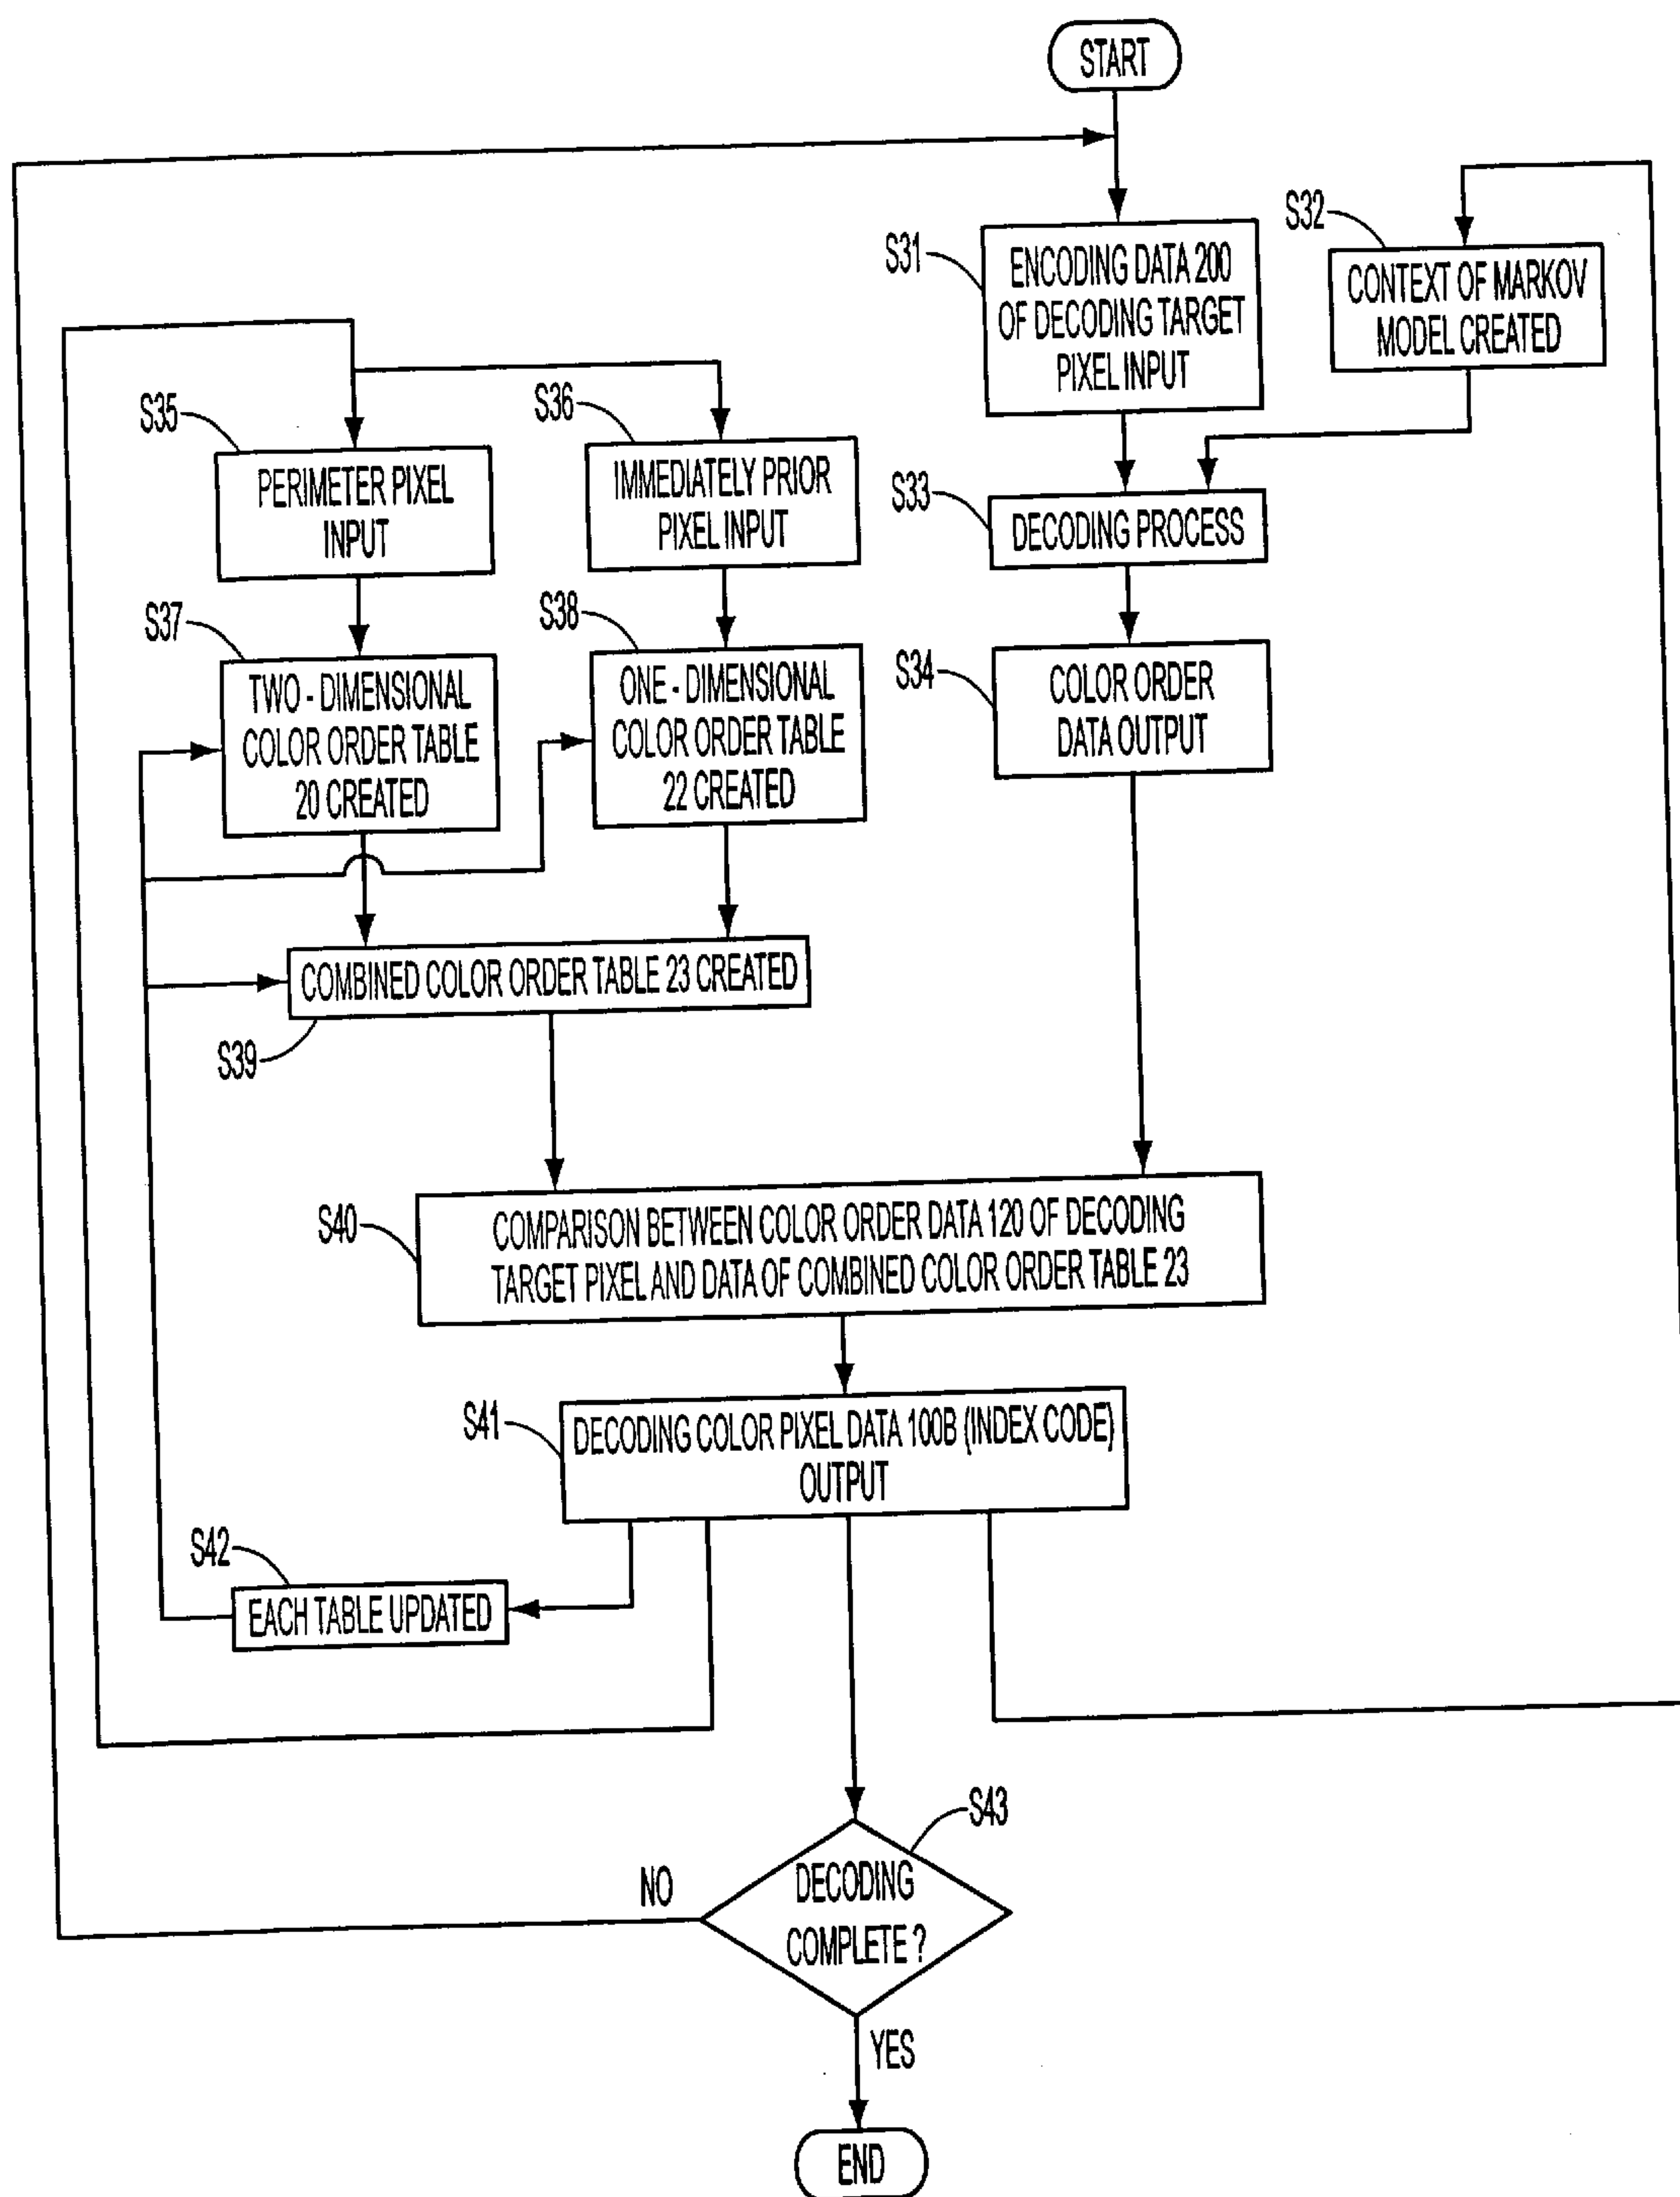 START
S31
ENCODING DATA 200
OF DECODING TARGET
PIXEL INPUT
S32
CONTEXT OF MARKOV
MODEL CREATED
S33
DECODING PROCESS
S34
COLOR ORDER
DATA OUTPUT
S35
PERIMETER PIXEL
INPUT
S36
IMMEDIATELY PRIOR
PIXEL INPUT
S37
TWO - DIMENSIONAL
COLOR ORDER TABLE
20 CREATED
S38
ONE - DIMENSIONAL
COLOR ORDER TABLE
22 CREATED
COMBINED COLOR ORDER TABLE 23 CREATED
S39
S40
COMPARISON BETWEEN COLOR ORDER DATA 120 OF DECODING
TARGET PIXEL AND DATA OF COMBINED COLOR ORDER TABLE 23
S41
DECODING COLOR PIXEL DATA 100B (INDEX CODE)
OUTPUT
S42
EACH TABLE UPDATED
S43
DECODING
COMPLETE ?
NO
YES
END